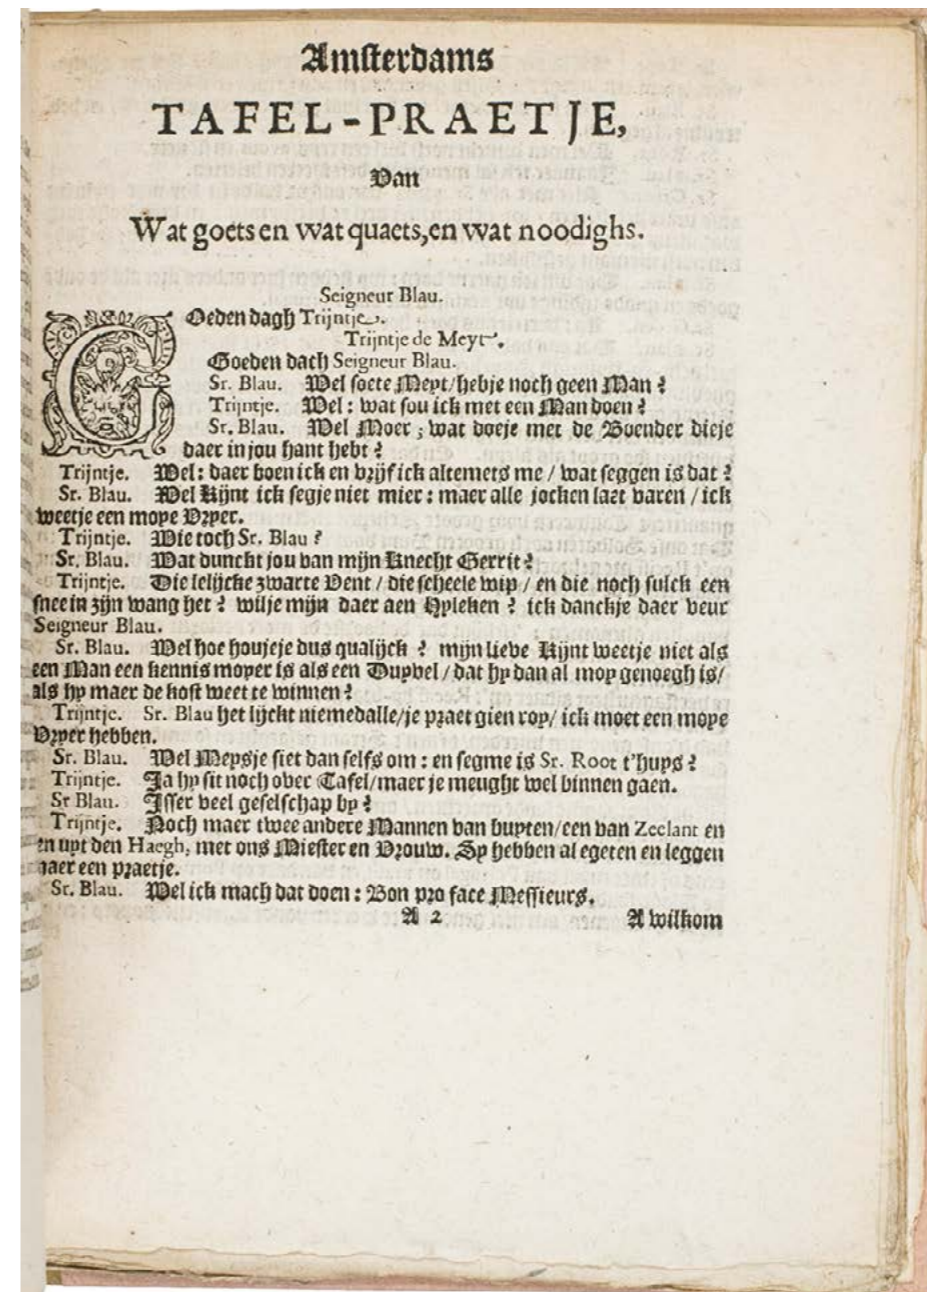 Amsterdams
TAFEL-PRAETJE,
Van
Wat goets en wat quaets, en wat noodighs.
Seigneur Blau.
GOeden dagh Trijntje.
Trijntje de Meyt.
Goeden dach Seigneur Blau.
Sr. Blau. Wel soete Meyt/hebje noch geen Man?
Trijntje. Wel: wat sou ick met een Man doen?
Sr. Blau. Wel Moer; wat doeje met de Boender dieje
daer in jou hant hebt?
Trijntje. Wel: daer boen ick en vrijf ick altemets me / wat seggen is dat?
Sr. Blau. Wel Kijnt ick segje niet mier: maer alle jocken laet varen / ick
weetje een moye Vryer.
Trijntje. Wie toch Sr. Blau?
Sr. Blau. Wat dunckt jou van mijn Knecht Gerrit?
Trijntje. Die lelijcke zwarte Vent / die scheele wip / en die noch sulck een
snee in zijn wang het? wilje mijn daer aen Hyleken? ick danckje daer veur
Seigneur Blau.
Sr. Blau. Wel hoe houjeje dus qualijck? mijn lieve Kijnt weetje niet als
een Man een kennis moyer is als een Duyvel / dat hy dan al moy genoegh is/
als hy maer de kost weet te winnen?
Trijntje. Sr. Blau het lijckt niemedalle/je praet gien roy/ ick moet een moye
Vryer hebben.
Sr. Blau. Wel Meysje siet dan selfs om: en segme is Sr. Root t'huys?
Trijntje. Ja hy sit noch over Tafel/maer je meught wel binnen gaen.
Sr Blau. Isser veel geselschap by?
Trijntje. Noch maer twee andere Mannen van buyten/een van Zeelant en
en uyt den Haegh, met ons Miester en Vrouw. Sy hebben al egeten en leggen
naer een praetje.
Sr. Blau. Wel ick mach dat doen: Bon pro face Messieurs.
A 2 A wilkom